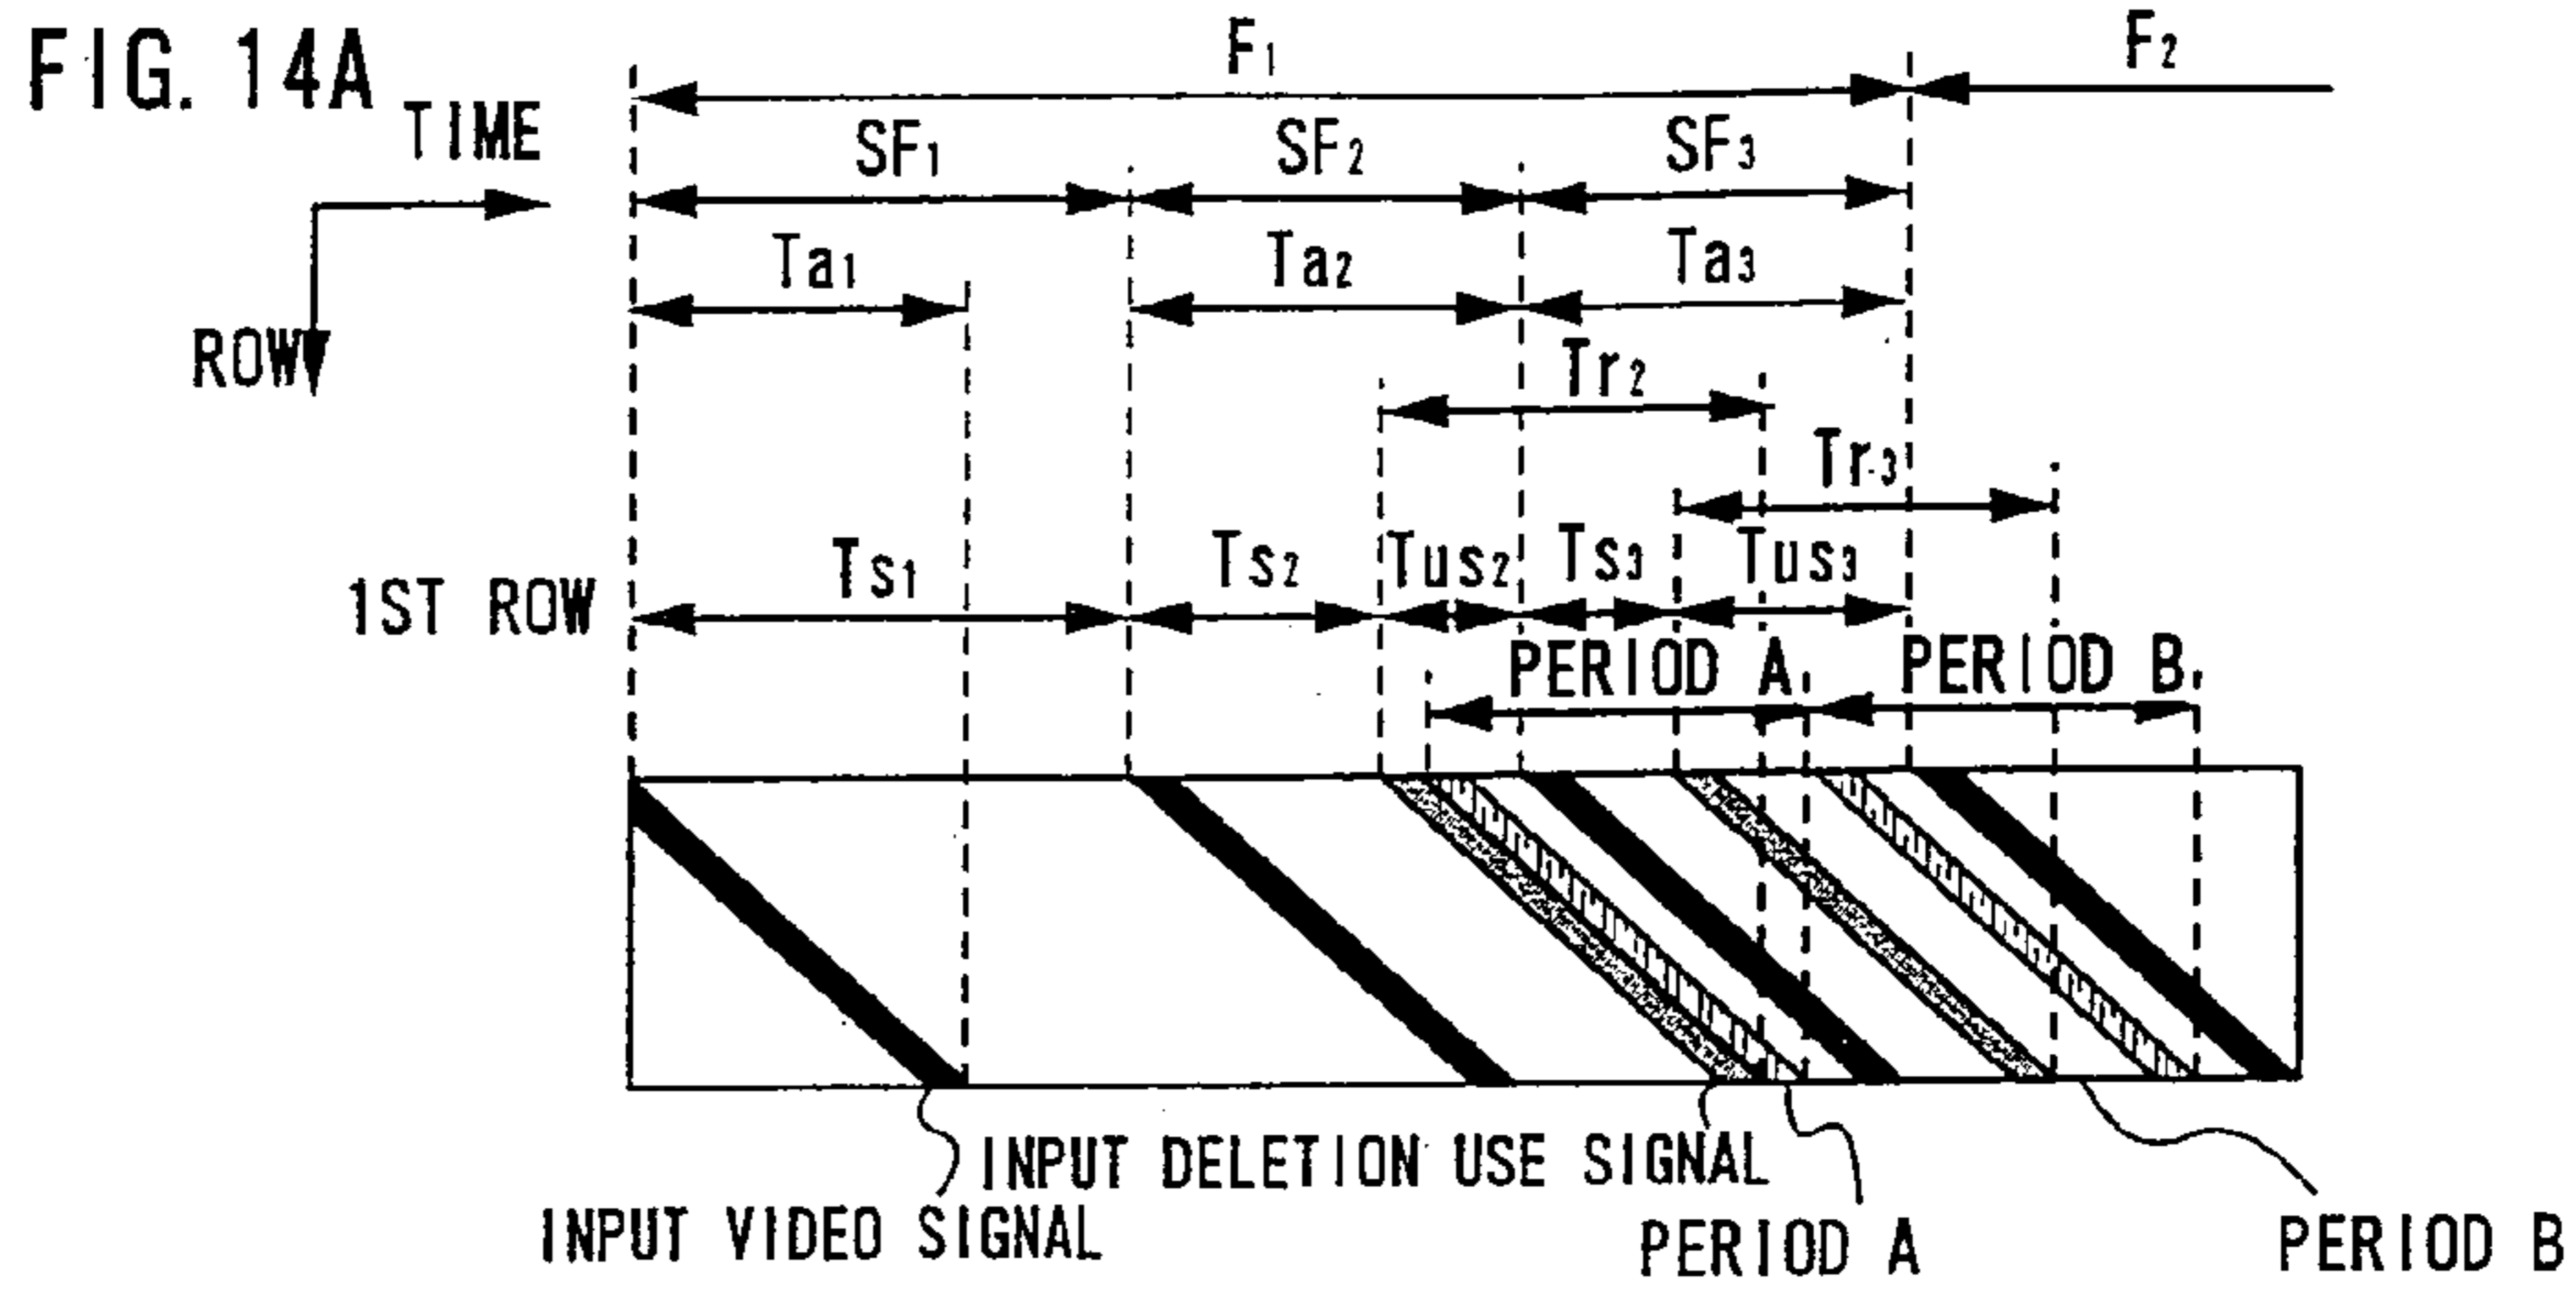 FIG. 14A
F₁ F₂
TIME
SF₁ SF₂ SF₃
Ta₁ Ta₂ Ta₃
ROW
Tr₂
Tr₃
1ST ROW Ts₁ Ts₂ Tus₂ Ts₃ Tus₃
PERIOD A PERIOD B
INPUT DELETION USE SIGNAL
INPUT VIDEO SIGNAL
PERIOD A
PERIOD B